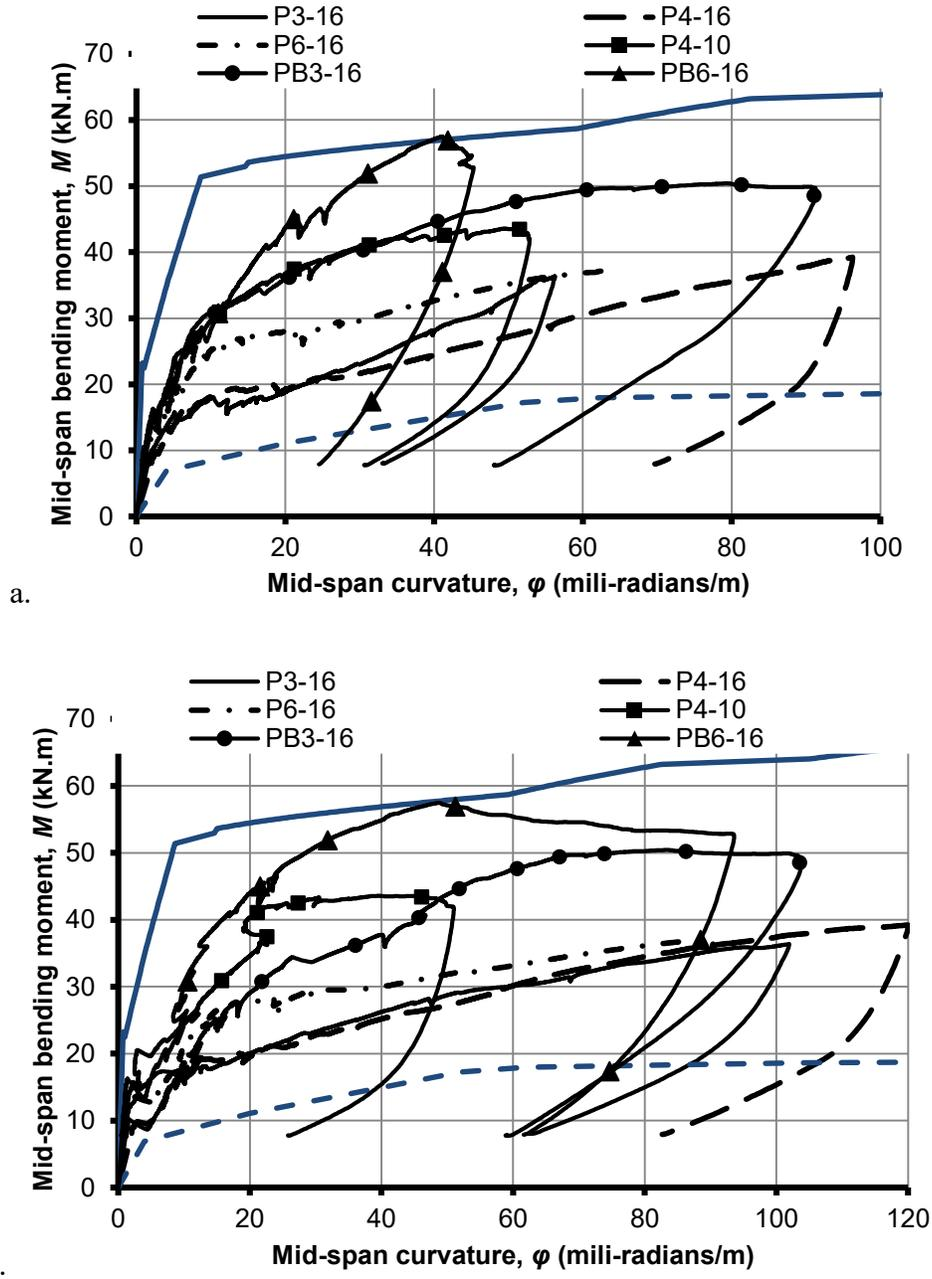 P3-16 P4-16
P6-16 P4-10
PB3-16 PB6-16
70
60
50
40
30
20
10
0
Mid-span bending moment, M (kN.m)
0 20 40 60 80 100
Mid-span curvature, φ (mili-radians/m)
a.
P3-16 P4-16
P6-16 P4-10
PB3-16 PB6-16
70
60
50
40
30
20
10
0
Mid-span bending moment, M (kN.m)
0 20 40 60 80 100 120
Mid-span curvature, φ (mili-radians/m)
.